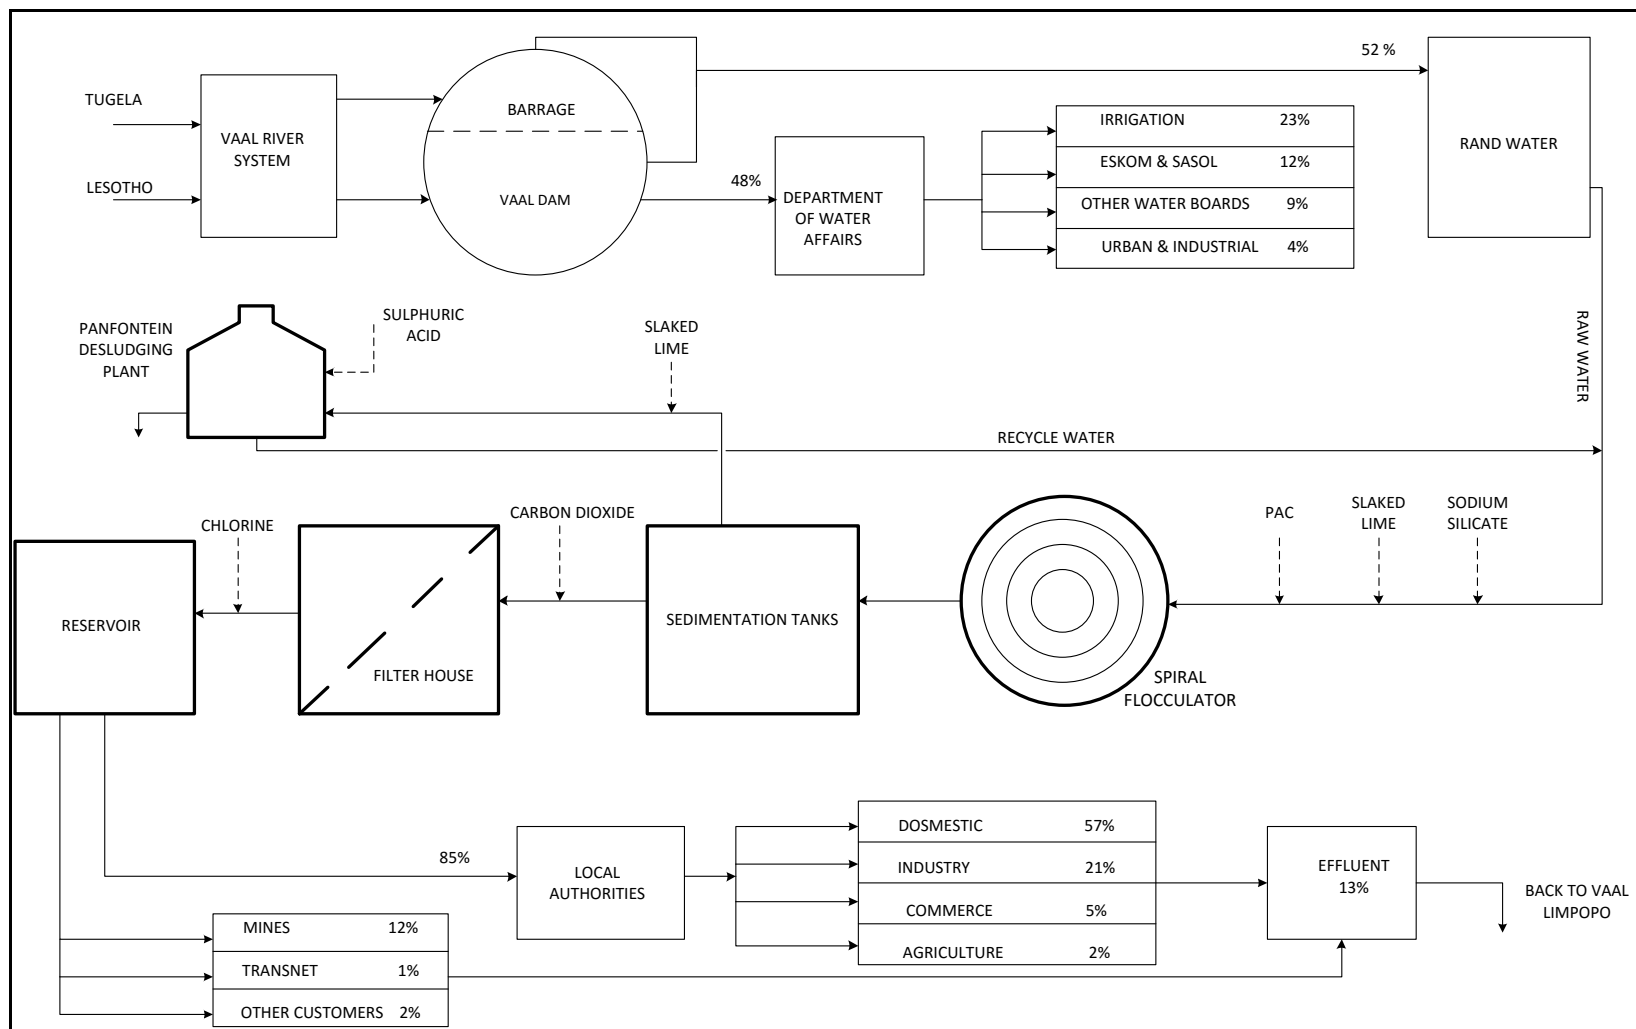 TUGELA
LESOTHO
VAAL RIVER
SYSTEM
BARRAGE
VAAL DAM
52 %
48%
DEPARTMENT
OF WATER
AFFAIRS
IRRIGATION 23%
ESKOM & SASOL 12%
OTHER WATER BOARDS 9%
URBAN & INDUSTRIAL 4%
RAND WATER
RAW WATER
PANFONTEIN
DESLUDGING
PLANT
SULPHURIC
ACID
SLAKED
LIME
RECYCLE WATER
SODIUM
SILICATE
SLAKED
LIME
PAC
SPIRAL
FLOCCULATOR
SEDIMENTATION TANKS
CARBON DIOXIDE
FILTER HOUSE
CHLORINE
RESERVOIR
85%
LOCAL
AUTHORITIES
DOSMESTIC 57%
INDUSTRY 21%
COMMERCE 5%
AGRICULTURE 2%
MINES 12%
TRANSNET 1%
OTHER CUSTOMERS 2%
EFFLUENT
13%
BACK TO VAAL
LIMPOPO